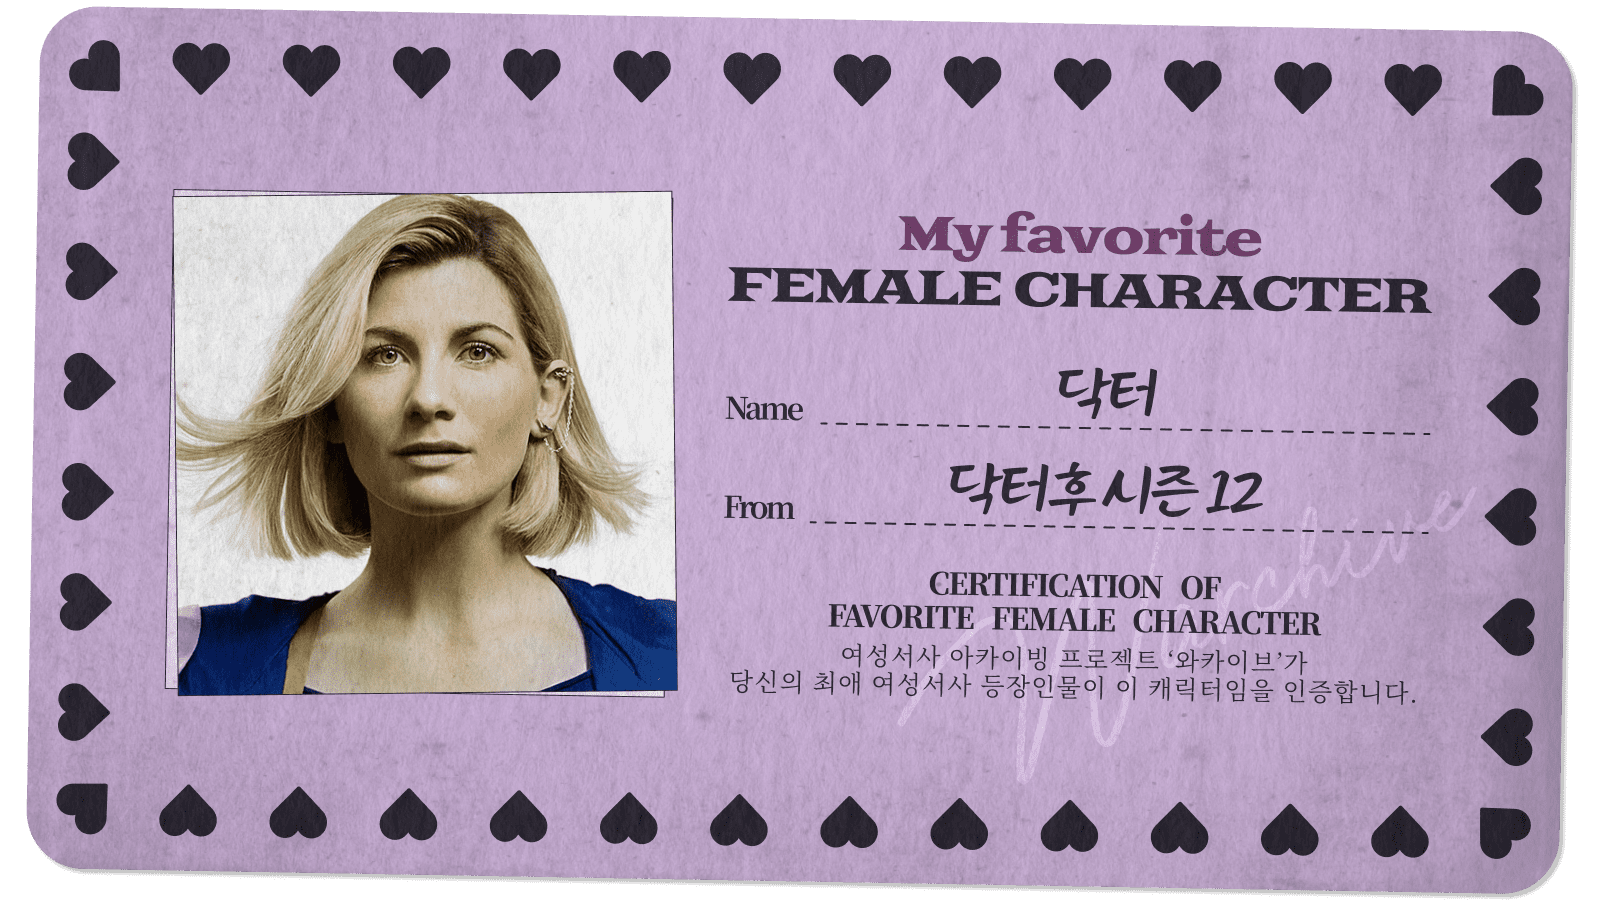 My favorite
FEMALE CHARACTER
Name 닥터
From 닥터후 시즌 12
CERTIFICATION OF
FAVORITE FEMALE CHARACTER
여성서사 아카이빙 프로젝트 ‘와카이브’가
당신의 최애 여성서사 등장인물이 이 캐릭터임을 인증합니다.
Warchive